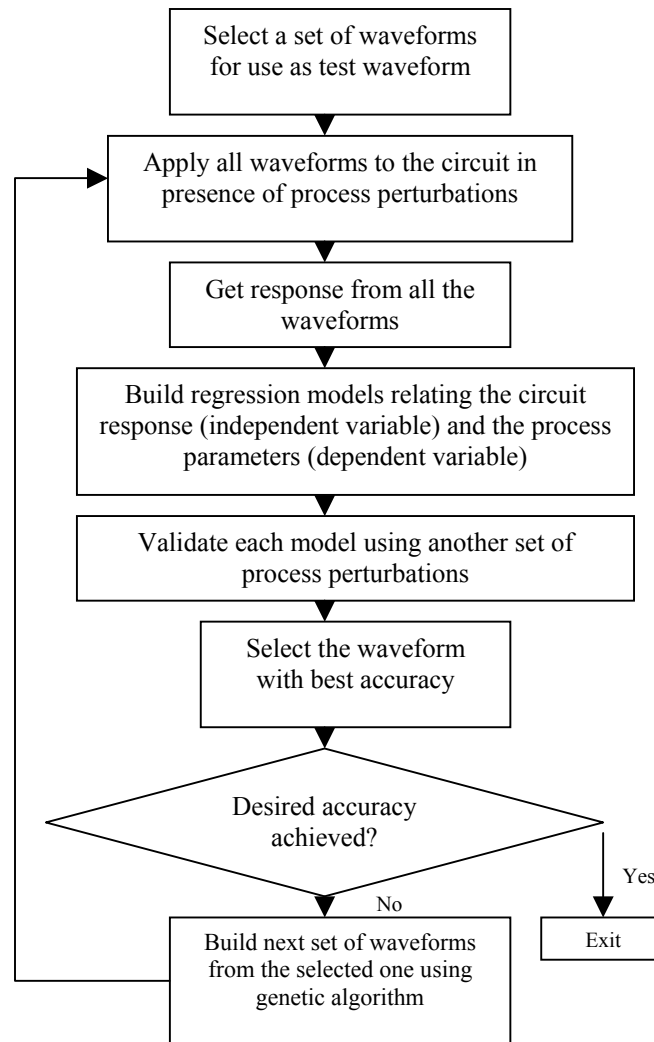 Select a set of waveforms
for use as test waveform
Apply all waveforms to the circuit in
presence of process perturbations
Get response from all the
waveforms
Build regression models relating the circuit
response (independent variable) and the process
parameters (dependent variable)
Validate each model using another set of
process perturbations
Select the waveform
with best accuracy
Desired accuracy
achieved?
Yes
No
Exit
Build next set of waveforms
from the selected one using
genetic algorithm